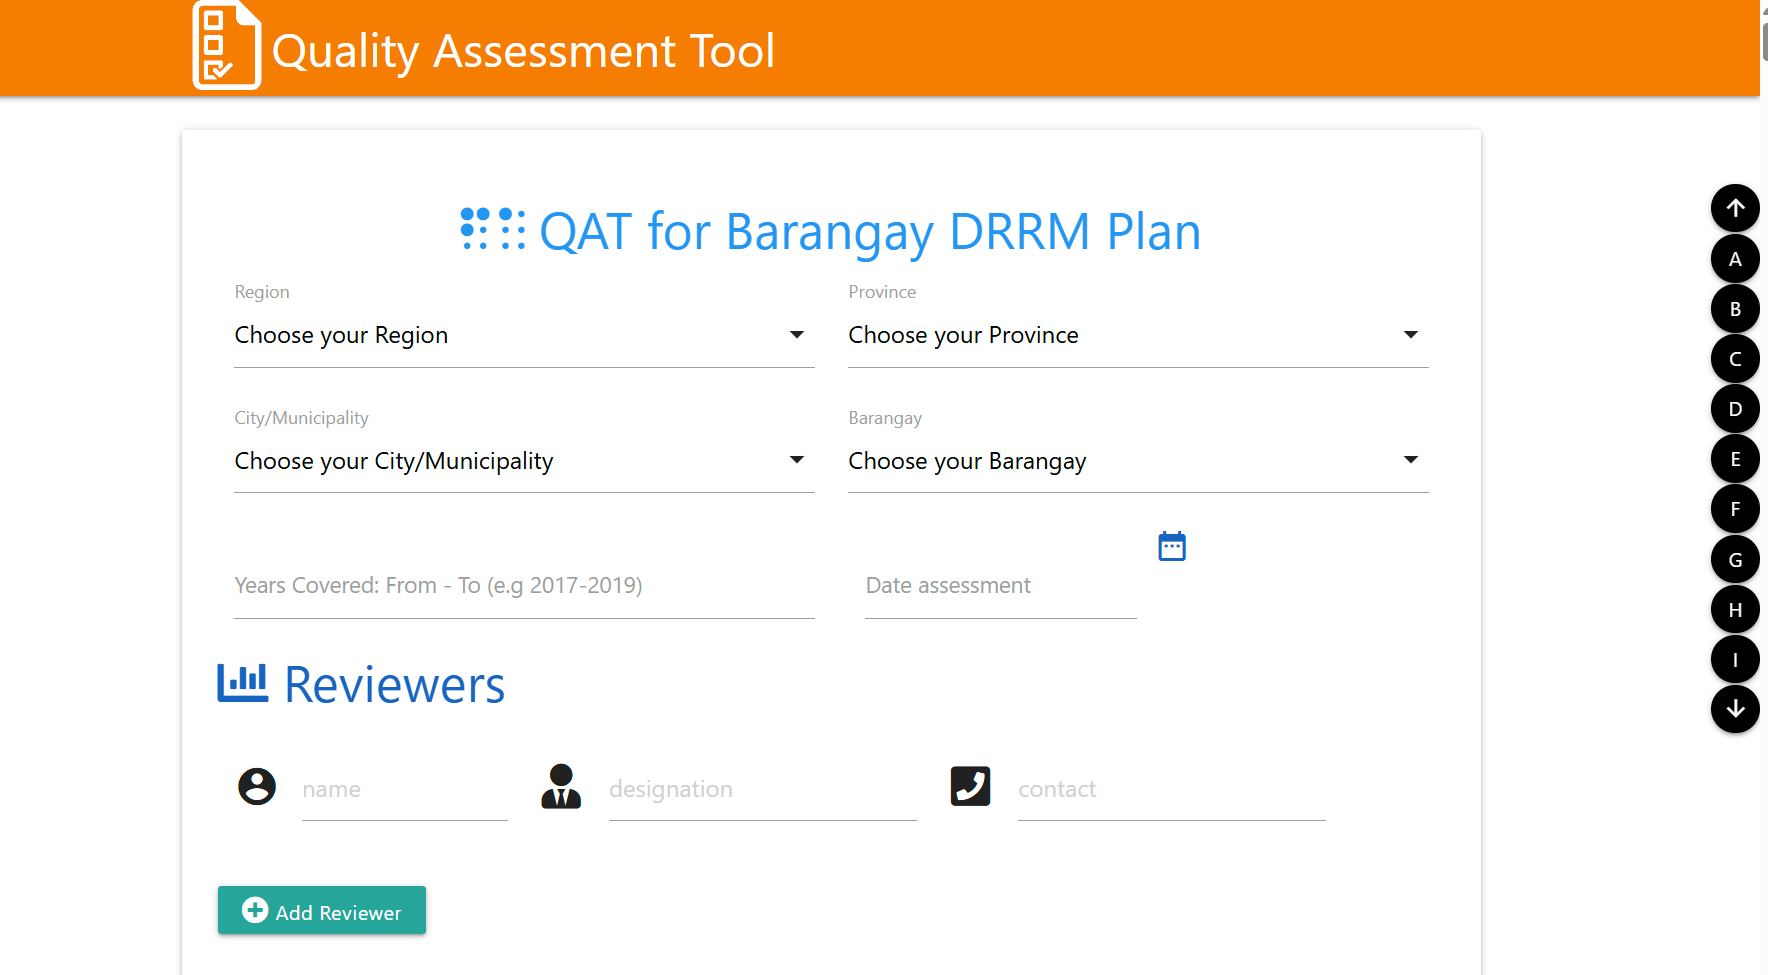 Quality Assessment Tool
QAT for Barangay DRRM Plan
Region
Province
Choose your Region
Choose your Province
City/Municipality
Barangay
Choose your City/Municipality
Choose your Barangay
Years Covered: From - To (e.g 2017-2019)
Date assessment
Reviewers
name
designation
contact
Add Reviewer
A
B
C
D
E
F
G
H
I